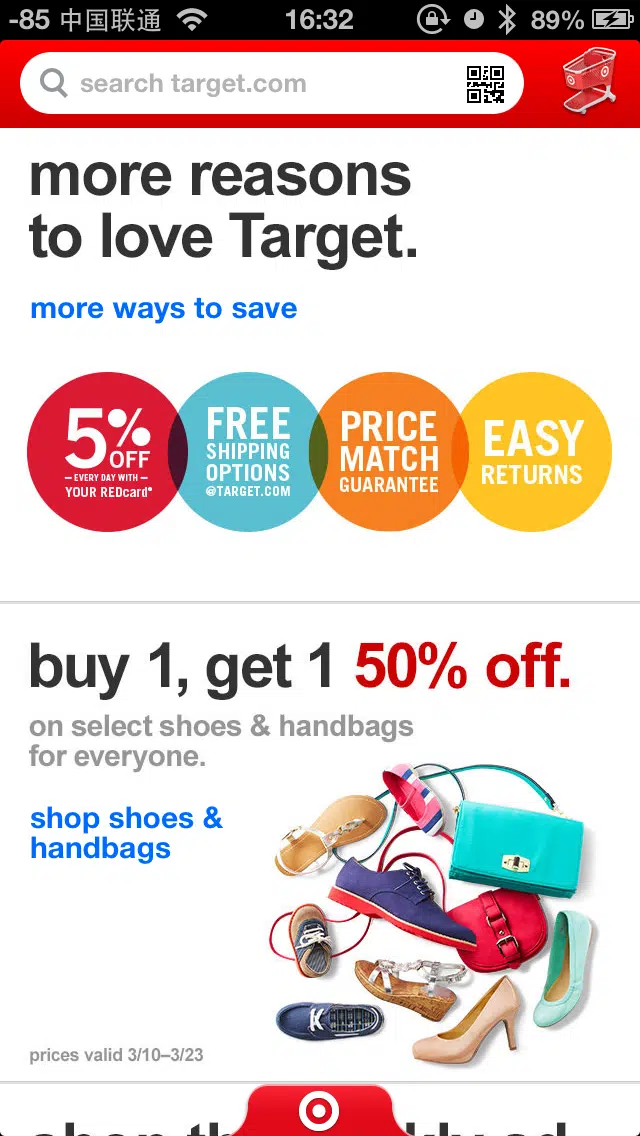 -85 中国联通 16:32 89%
search target.com
more reasons
to love Target.
more ways to save
5% OFF
EVERY DAY WITH
YOUR REDcard®
FREE
SHIPPING
OPTIONS
@TARGET.COM
PRICE
MATCH
GUARANTEE
EASY
RETURNS
buy 1, get 1 50% off.
on select shoes & handbags
for everyone.
shop shoes &
handbags
prices valid 3/10–3/23